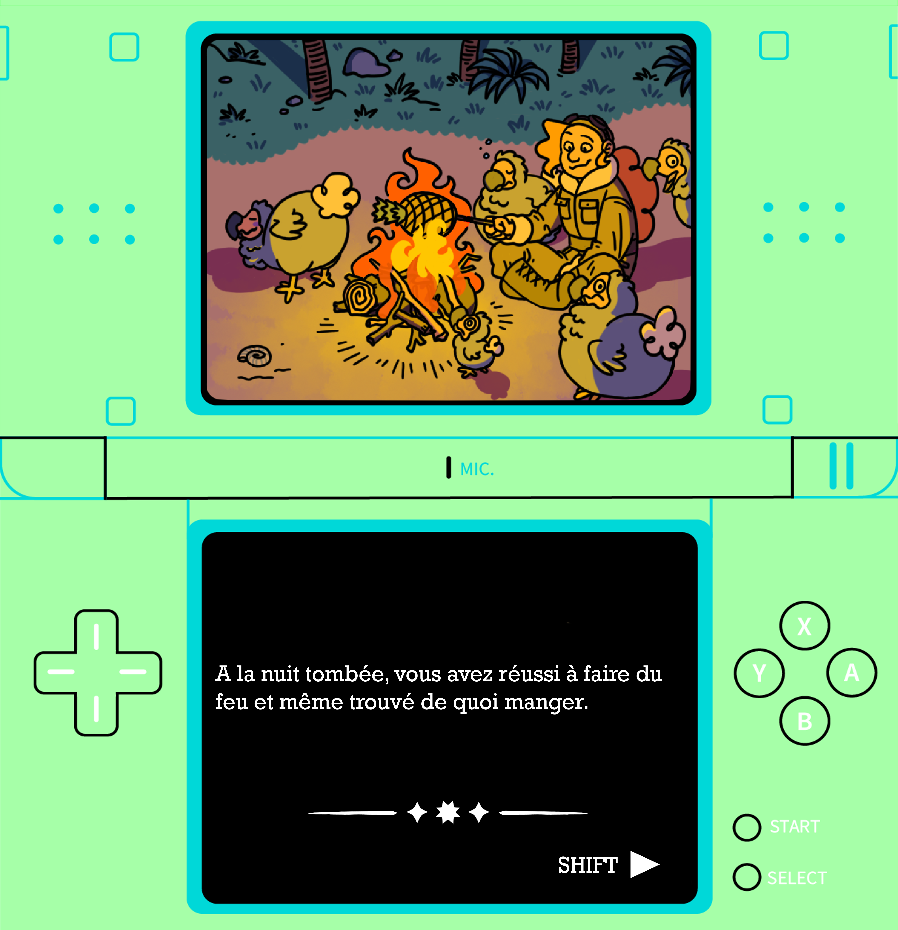 MIC.
A la nuit tombée, vous avez réussi à faire du
feu et même trouvé de quoi manger.
SHIFT
X
Y
A
B
START
SELECT